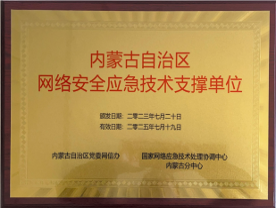 内蒙古自治区
网络安全应急技术支撑单位
颁发日期：二零二三年七月二十日
有效日期：二零二五年七月十九日
内蒙古自治区党委网信办
国家网络应急技术处理协调中心
内蒙古分中心